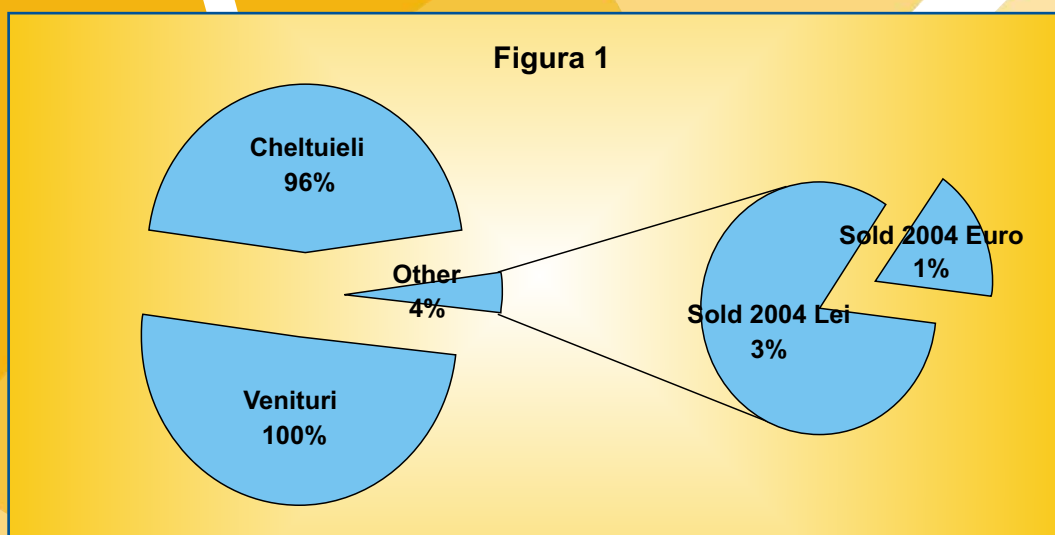 Figura 1
Cheltuieli
96%
Other
4%
Venituri
100%
Sold 2004 Euro
1%
Sold 2004 Lei
3%